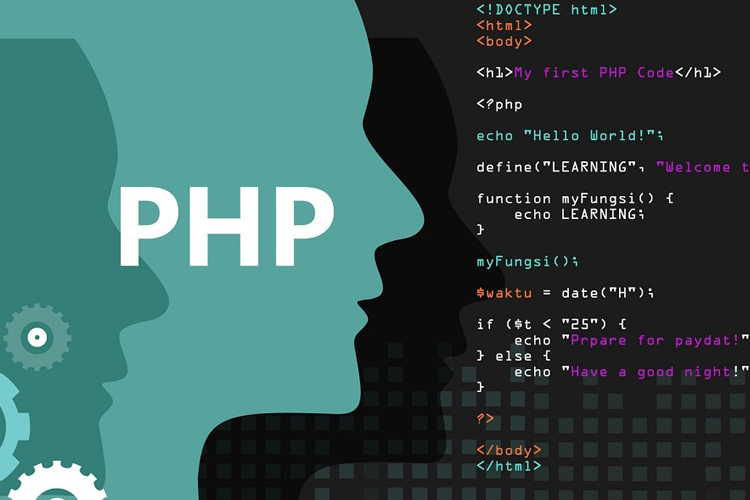 PHP
<!DOCTYPE html>
<html>
<body>
<h1>My first PHP Code</h1>
<?php
echo "Hello World!";
define("LEARNING", "Welcome t
function myFungsi() {
echo LEARNING;
}
myFungsi();
$waktu = date("H");
if ($t < "25") {
echo "Prpare for paydat!"
} else {
echo "Have a good night!"
}
?>
</body>
</html>